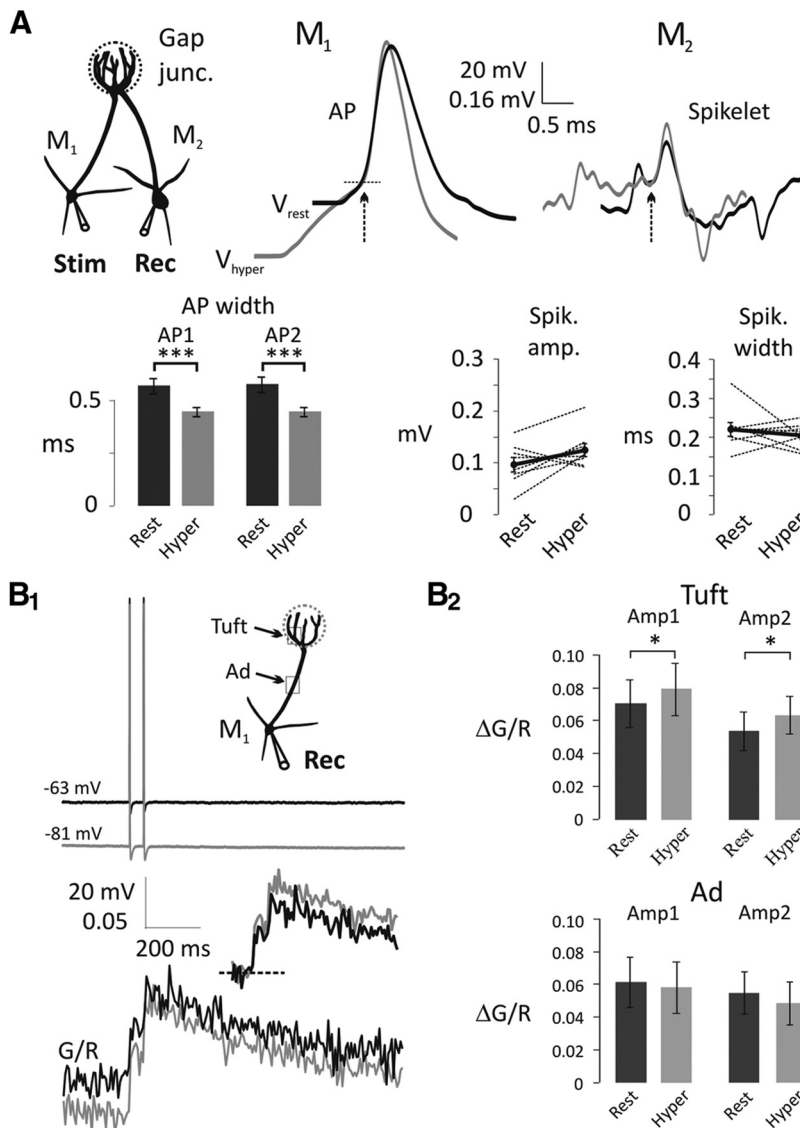 A
Gap
junc.
M1
M2
Stim
Rec
M1
AP
Vrest
Vhyper
20 mV
0.16 mV
0.5 ms
M2
Spikelet
AP width
AP1
AP2
***
***
0.5
ms
0
Rest
Hyper
Rest
Hyper
Spik.
amp.
0.3
0.2
mV
0.1
0
Rest
Hyper
Spik.
width
0.4
0.3
ms
0.2
0.1
0
Rest
Hyper
B1
Tuft
Ad
M1
Rec
-63 mV
-81 mV
20 mV
0.05
200 ms
G/R
B2
Tuft
Amp1
Amp2
*
*
0.10
0.08
ΔG/R
0.06
0.04
0.02
0
Rest
Hyper
Rest
Hyper
Ad
Amp1
Amp2
0.10
0.08
ΔG/R
0.06
0.04
0.02
0
Rest
Hyper
Rest
Hyper